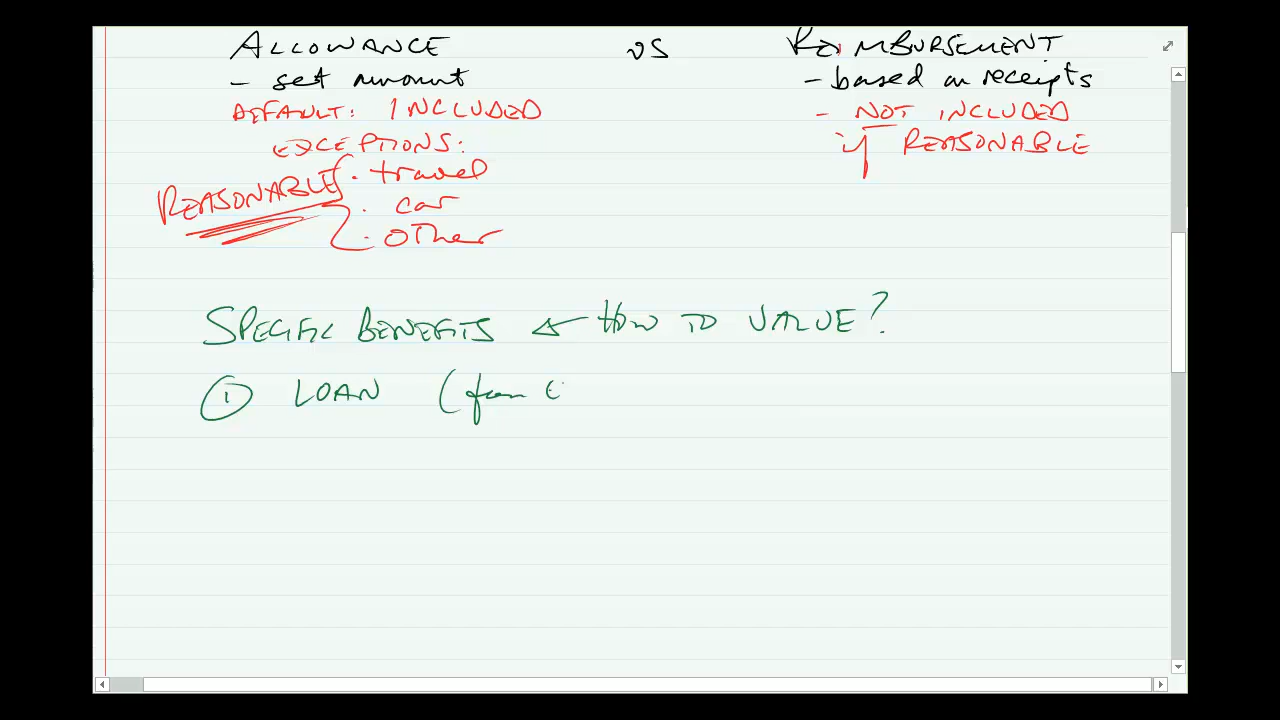 ALLOWANCE vs REIMBURSEMENT
- set amount - based on receipts
DEFAULT: INCLUDED - NOT INCLUDED
EXCEPTIONS: if REASONABLE
REASONABLE · travel
· car
· other
SPECIFIC BENEFITS ← HOW TO VALUE?
① LOAN (from